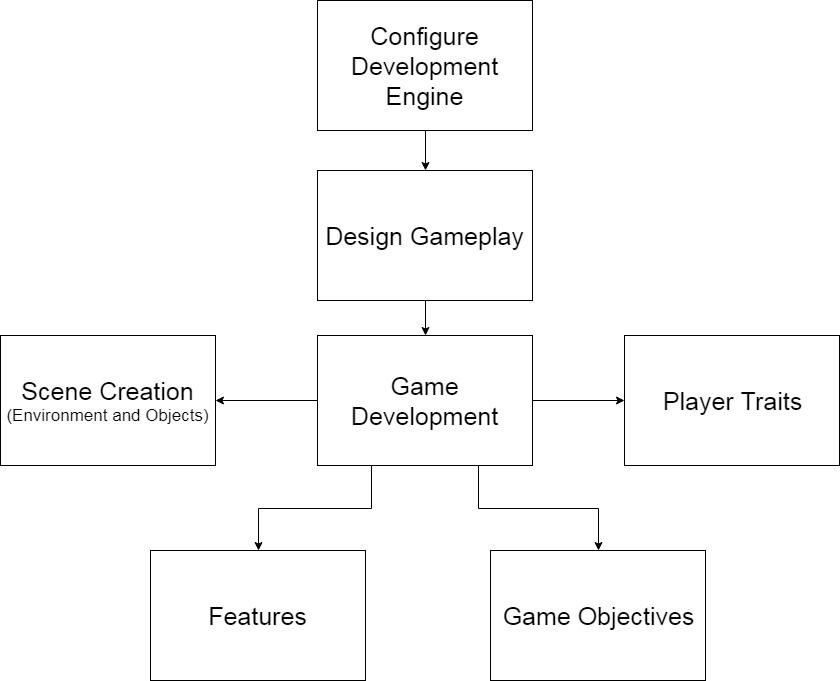 Configure
Development
Engine
Design Gameplay
Scene Creation
(Environment and Objects)
Game
Development
Player Traits
Features
Game Objectives